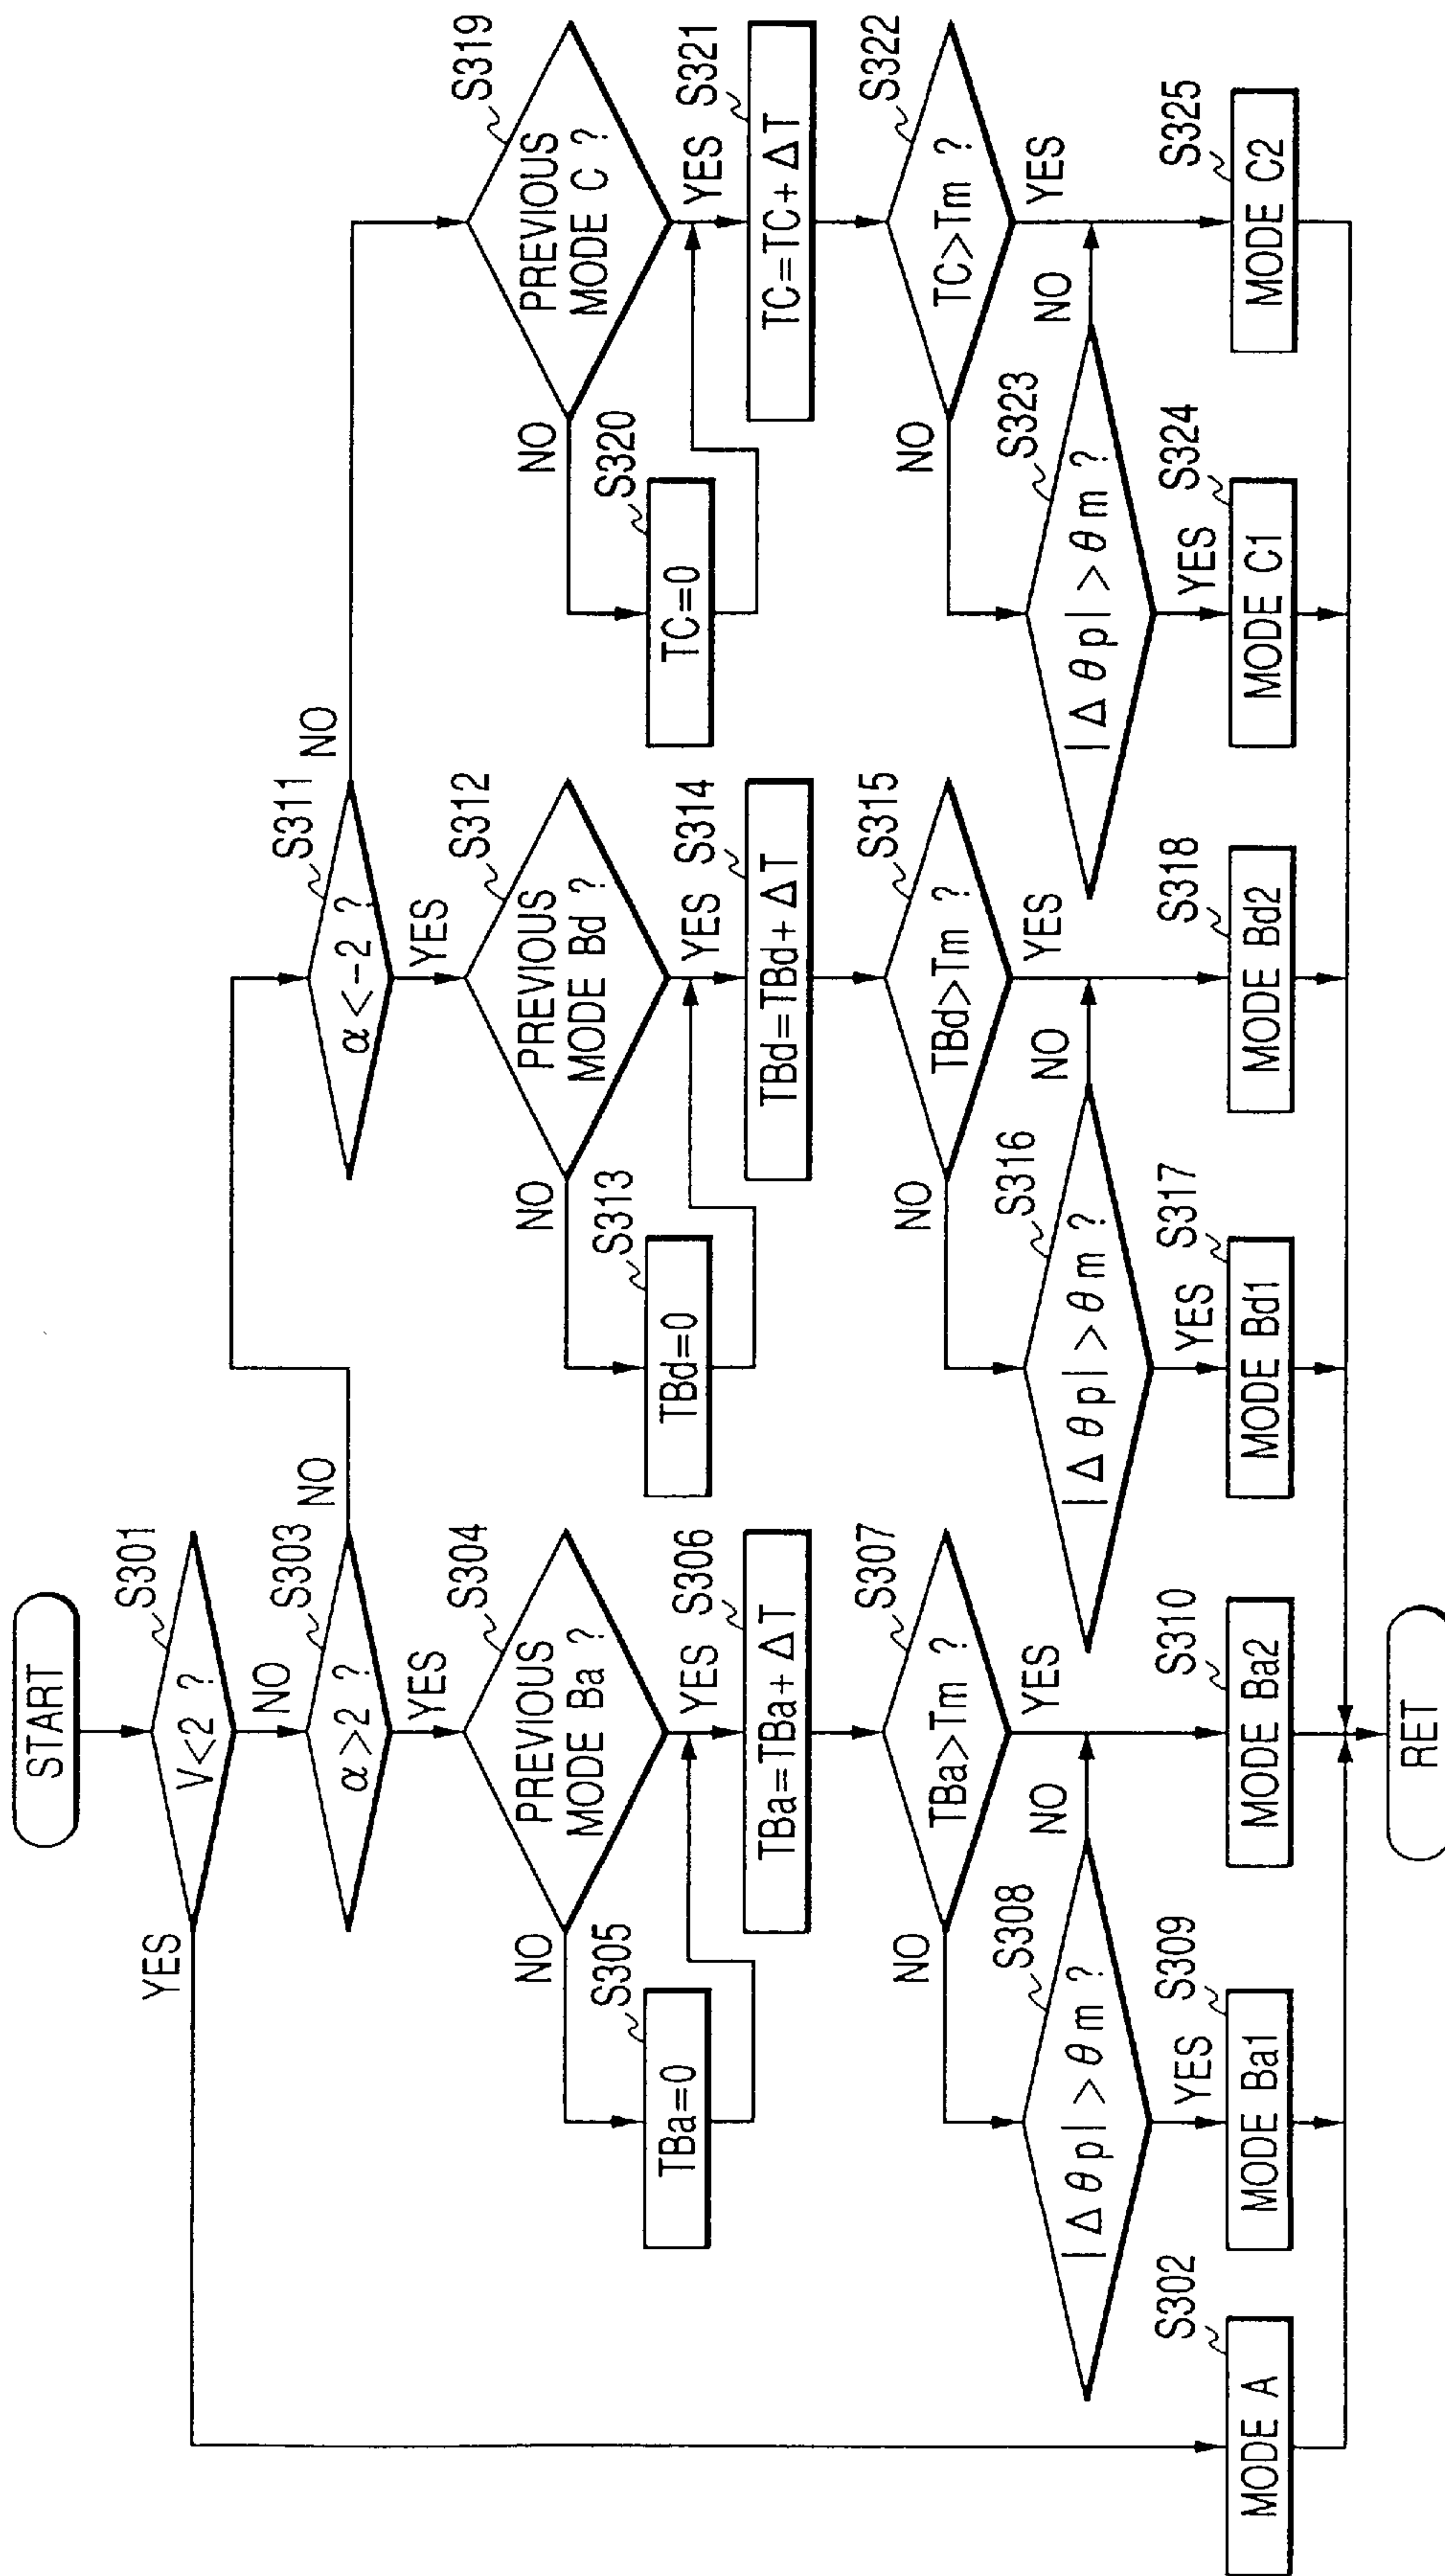 START
S301
V<2 ?
YES
NO
S303
α>2 ?
NO
YES
S304
PREVIOUS
MODE Ba ?
NO
YES
S305
TBa=0
S306
TBa=TBa+ΔT
S307
TBa>Tm ?
NO
YES
S308
|Δθp|>θm ?
NO
YES
S302
MODE A
S309
MODE Ba1
S310
MODE Ba2
S311
α<-2 ?
NO
YES
S312
PREVIOUS
MODE Bd ?
NO
YES
S313
TBd=0
S314
TBd=TBd+ΔT
S315
TBd>Tm ?
NO
YES
S316
|Δθp|>θm ?
NO
YES
S317
MODE Bd1
S318
MODE Bd2
S319
PREVIOUS
MODE C ?
NO
YES
S320
TC=0
S321
TC=TC+ΔT
S322
TC>Tm ?
NO
YES
S323
|Δθp|>θm ?
NO
YES
S324
MODE C1
S325
MODE C2
RET